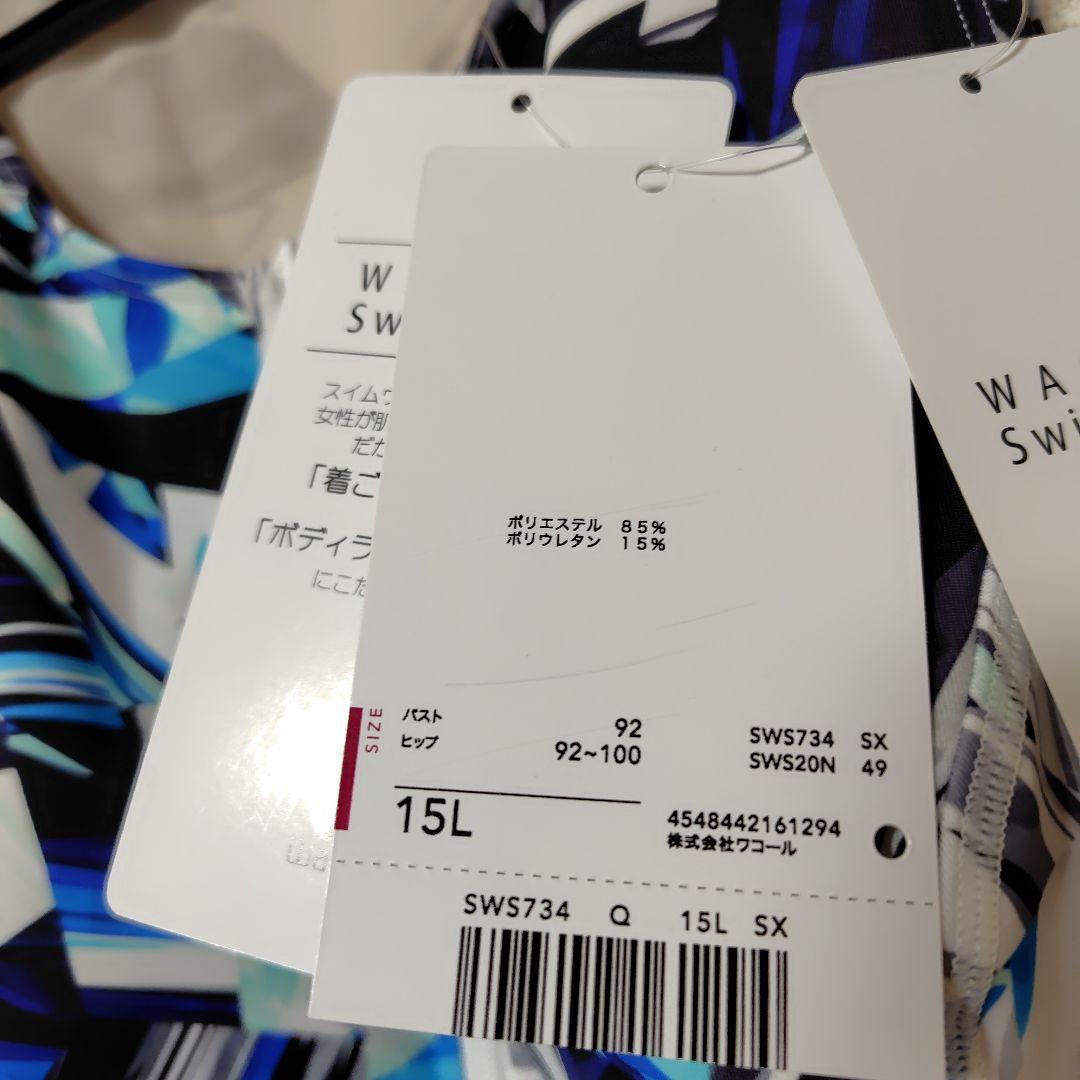 W
Sw
スイムウ
女性が肌
だた
「着ご
「ボディラ
にこだ
WA
Swi
ポリエステル 85%
ポリウレタン 15%
SIZE
バスト 92
ヒップ 92~100
15L
SWS734 SX
SWS20N 49
4548442161294
株式会社ワコール
SWS734 Q 15L SX